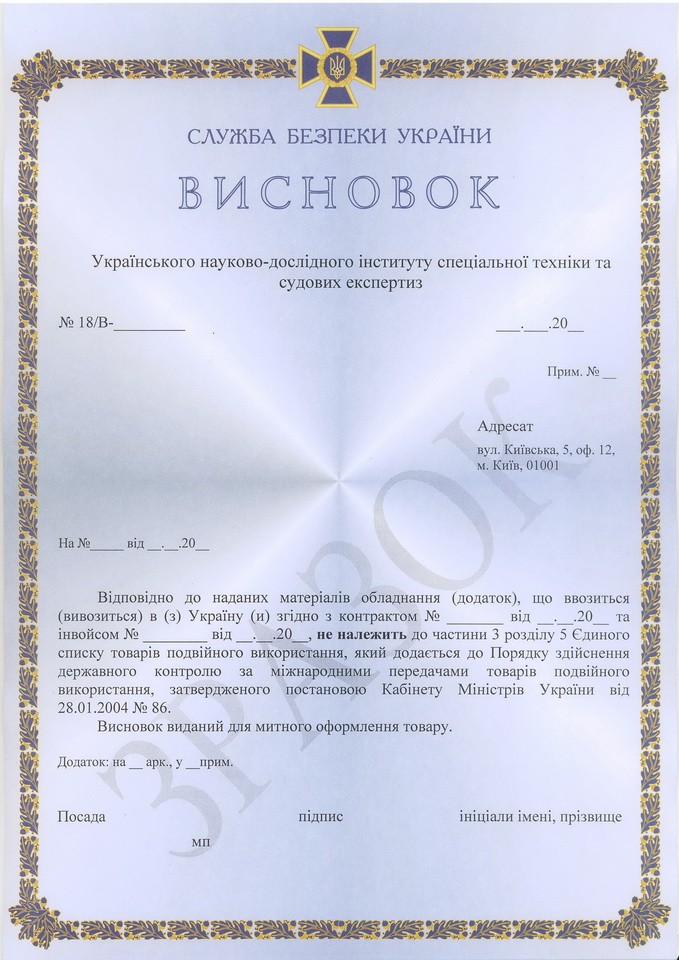 СЛУЖБА БЕЗПЕКИ УКРАЇНИ
ВИСНОВОК
Українського науково-дослідного інституту спеціальної техніки та
судових експертиз
№ 18/В-_________
___.___.20__
Прим. № __
Адресат
вул. Київська, 5, оф. 12,
м. Київ, 01001
На №_____ від __.__.20__
Відповідно до наданих матеріалів обладнання (додаток), що ввозиться
(вивозиться) в (з) Україну (и) згідно з контрактом № _______ від __.__.20__ та
інвойсом № ________ від __.__.20__, не належить до частини 3 розділу 5 Єдиного
списку товарів подвійного використання, який додається до Порядку здійснення
державного контролю за міжнародними передачами товарів подвійного
використання, затвердженого постановою Кабінету Міністрів України від
28.01.2004 № 86.
Висновок виданий для митного оформлення товару.
Додаток: на __ арк., у __прим.
Посада підпис ініціали імені, прізвище
мп
ЗРАЗОК